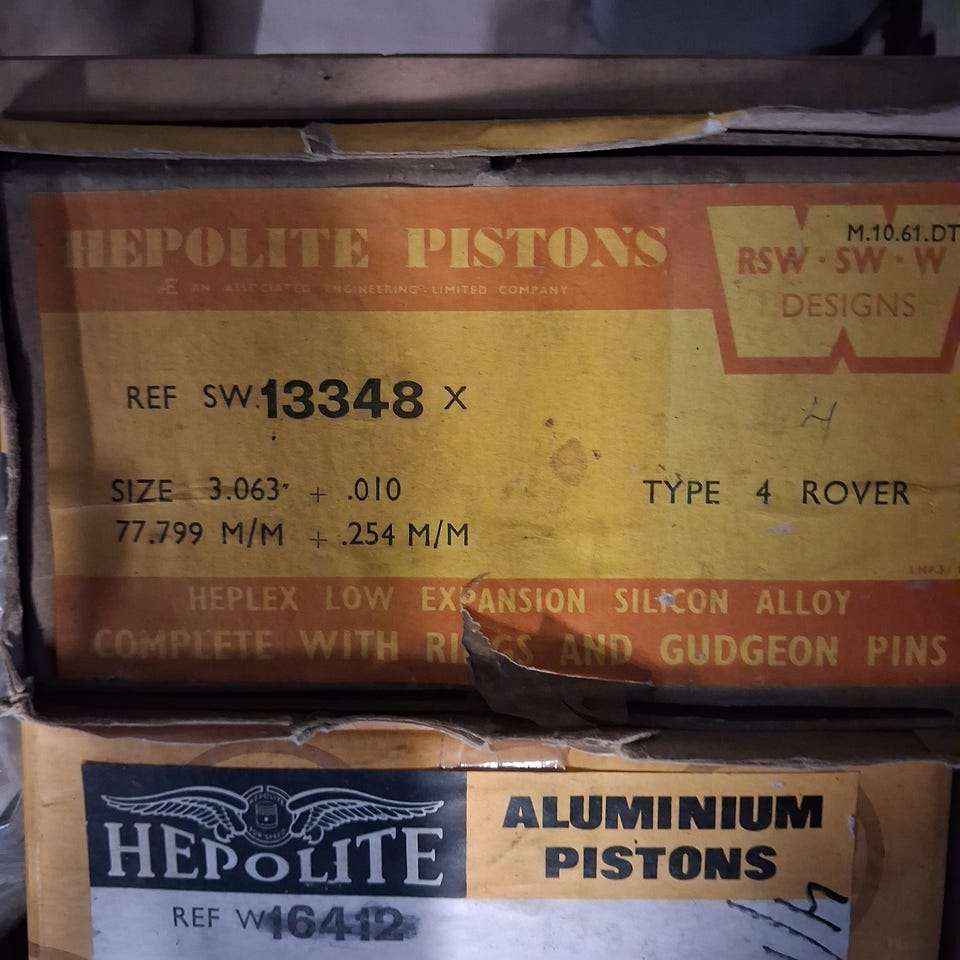 HEPOLITE PISTONS
Æ AN ASSOCIATED ENGINEERING LIMITED COMPANY
M.10.61.DT
RSW · SW · W
DESIGNS
REF SW.13348 X
4
SIZE 3.063" + .010
77.799 M/M + .254 M/M
TYPE 4 ROVER
HEPLEX LOW EXPANSION SILICON ALLOY
COMPLETE WITH RINGS AND GUDGEON PINS
HEPOLITE
HEPOLITE
ALUMINIUM
PISTONS
REF W16412